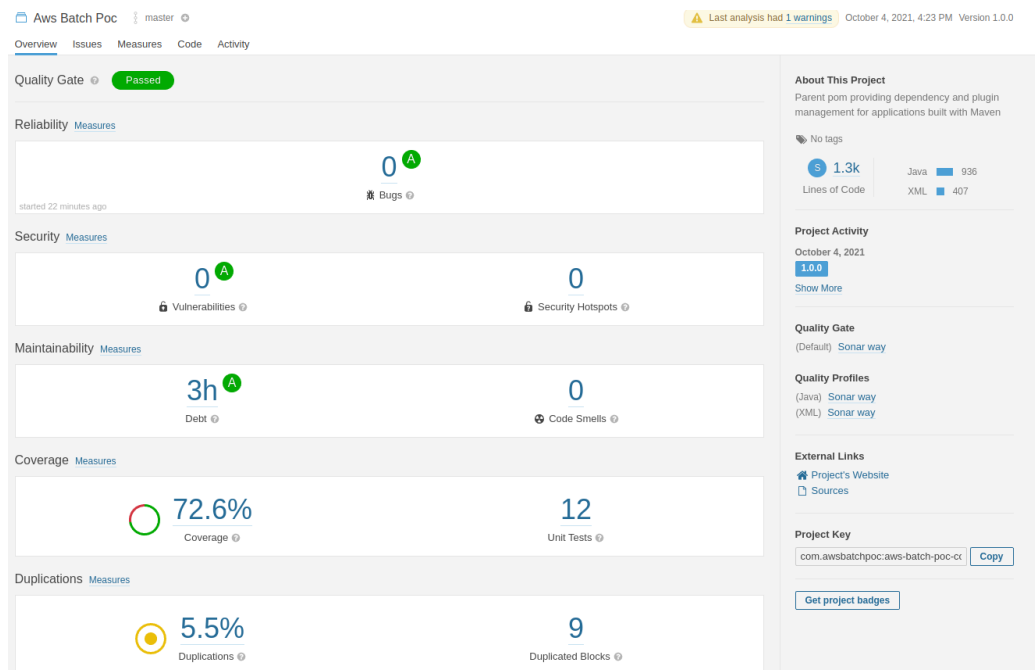 Aws Batch Poc master
Last analysis had 1 warnings October 4, 2021, 4:23 PM Version 1.0.0
Overview Issues Measures Code Activity
Quality Gate Passed
Reliability Measures
0 A
Bugs
started 22 minutes ago
Security Measures
0 A
Vulnerabilities
0
Security Hotspots
Maintainability Measures
3h A
Debt
0
Code Smells
Coverage Measures
72.6%
Coverage
12
Unit Tests
Duplications Measures
5.5%
Duplications
9
Duplicated Blocks
About This Project
Parent pom providing dependency and plugin
management for applications built with Maven
No tags
S 1.3k
Lines of Code
Java 936
XML 407
Project Activity
October 4, 2021
1.0.0
Show More
Quality Gate
(Default) Sonar way
Quality Profiles
(Java) Sonar way
(XML) Sonar way
External Links
Project's Website
Sources
Project Key
com.awsbatchpoc:aws-batch-poc-co Copy
Get project badges